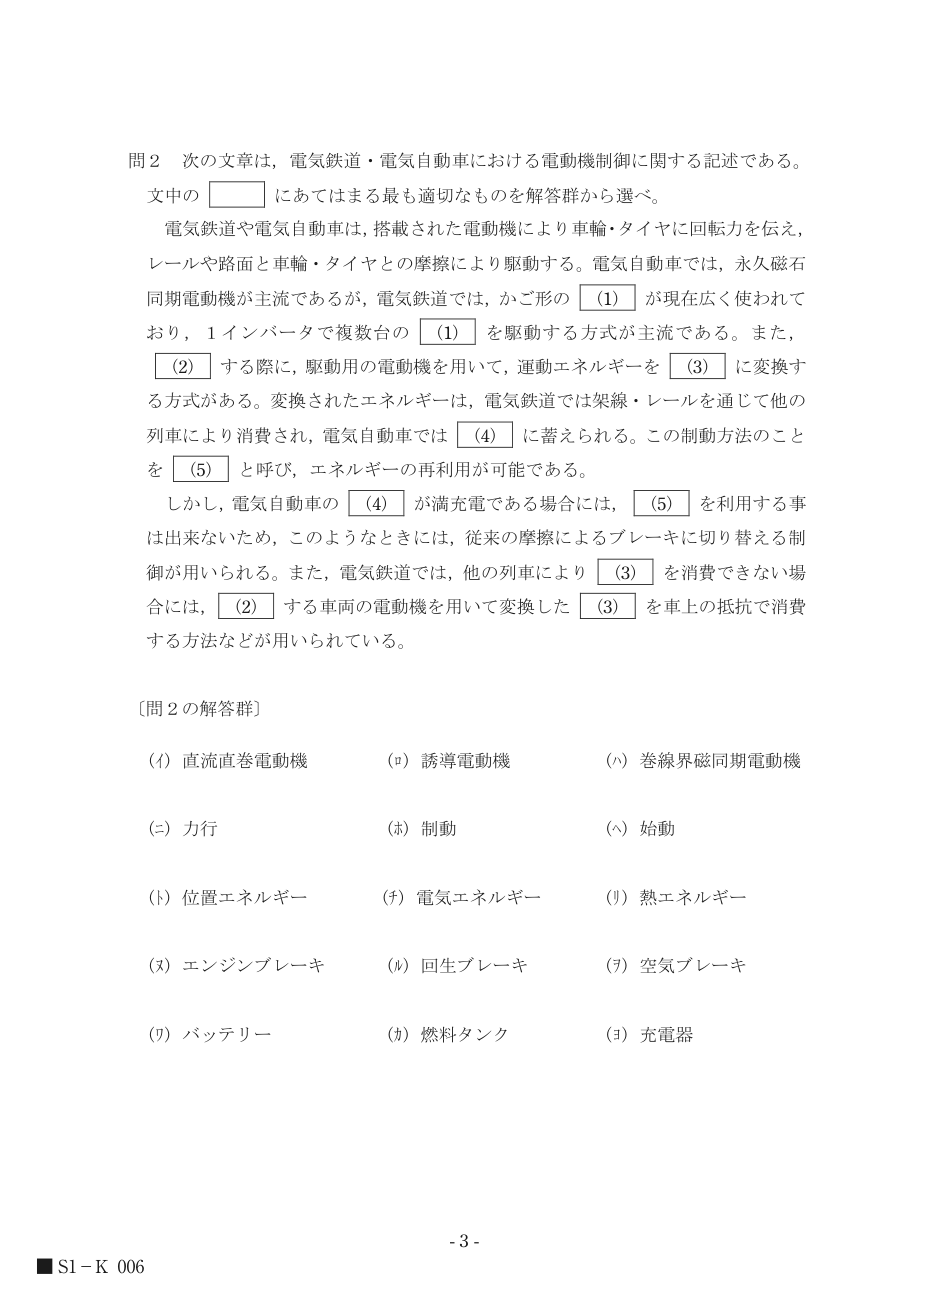 問２　次の文章は，電気鉄道・電気自動車における電動機制御に関する記述である。
文中の　　　にあてはまる最も適切なものを解答群から選べ。
電気鉄道や電気自動車は，搭載された電動機により車輪・タイヤに回転力を伝え，
レールや路面と車輪・タイヤとの摩擦により駆動する。電気自動車では，永久磁石
同期電動機が主流であるが，電気鉄道では，かご形の (1) が現在広く使われて
おり，１インバータで複数台の (1) を駆動する方式が主流である。また，
(2) する際に，駆動用の電動機を用いて，運動エネルギーを (3) に変換す
る方式がある。変換されたエネルギーは，電気鉄道では架線・レールを通じて他の
列車により消費され，電気自動車では (4) に蓄えられる。この制動方法のこと
を (5) と呼び，エネルギーの再利用が可能である。
しかし，電気自動車の (4) が満充電である場合には， (5) を利用する事
は出来ないため，このようなときには，従来の摩擦によるブレーキに切り替える制
御が用いられる。また，電気鉄道では，他の列車により (3) を消費できない場
合には， (2) する車両の電動機を用いて変換した (3) を車上の抵抗で消費
する方法などが用いられている。
〔問２の解答群〕
(ｲ) 直流直巻電動機　(ﾛ) 誘導電動機　(ﾊ) 巻線界磁同期電動機
(ﾆ) 力行　(ﾎ) 制動　(ﾍ) 始動
(ﾄ) 位置エネルギー　(ﾁ) 電気エネルギー　(ﾘ) 熱エネルギー
(ﾇ) エンジンブレーキ　(ﾙ) 回生ブレーキ　(ｦ) 空気ブレーキ
(ﾜ) バッテリー　(ｶ) 燃料タンク　(ﾖ) 充電器
- 3 -
■ S1－K 006